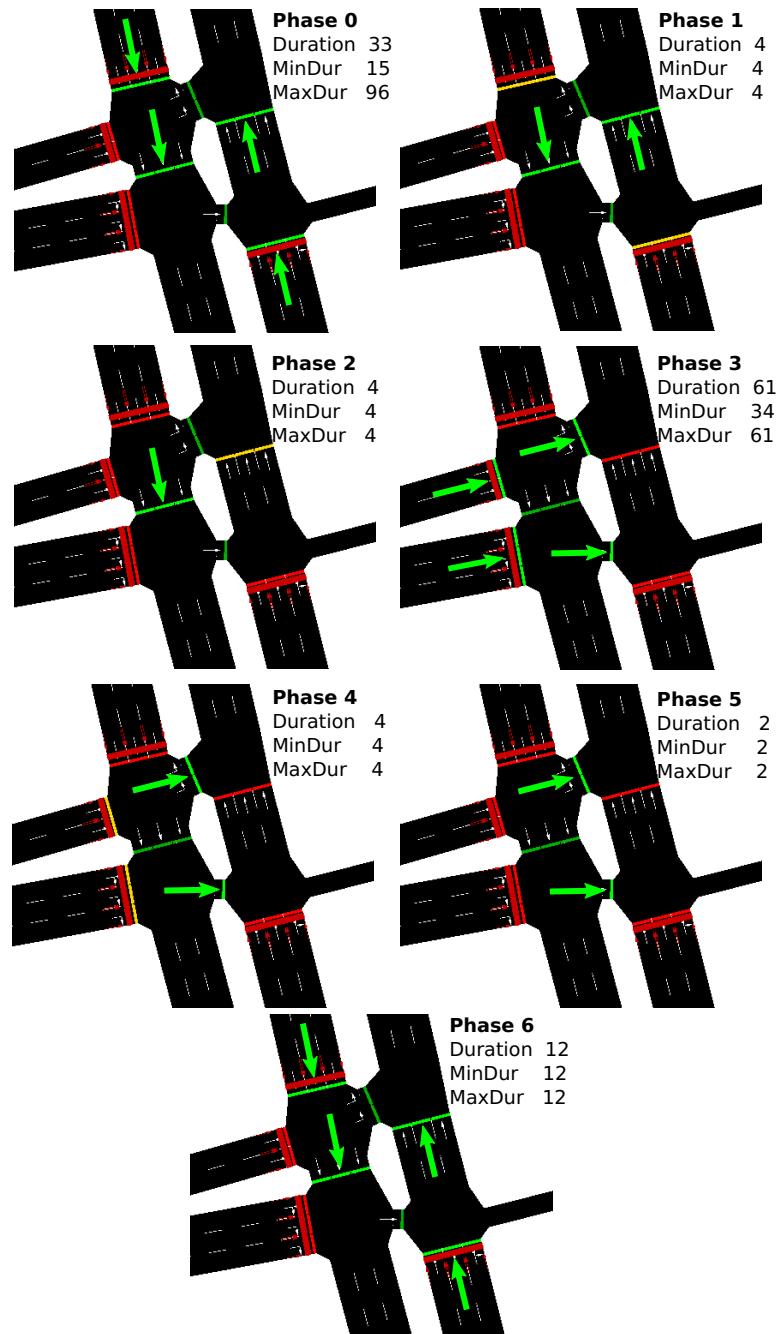 Phase 0
Duration 33
MinDur 15
MaxDur 96
Phase 1
Duration 4
MinDur 4
MaxDur 4
Phase 2
Duration 4
MinDur 4
MaxDur 4
Phase 3
Duration 61
MinDur 34
MaxDur 61
Phase 4
Duration 4
MinDur 4
MaxDur 4
Phase 5
Duration 2
MinDur 2
MaxDur 2
Phase 6
Duration 12
MinDur 12
MaxDur 12